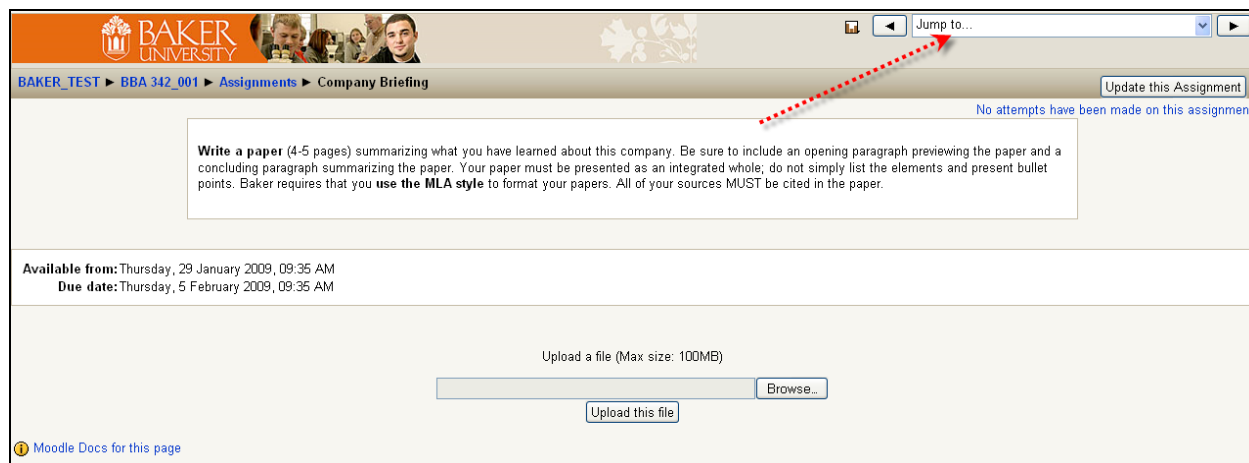 BAKER
UNIVERSITY
Jump to...
BAKER_TEST ► BBA 342_001 ► Assignments ► Company Briefing
Update this Assignment
No attempts have been made on this assignmen
Write a paper (4-5 pages) summarizing what you have learned about this company. Be sure to include an opening paragraph previewing the paper and a
concluding paragraph summarizing the paper. Your paper must be presented as an integrated whole; do not simply list the elements and present bullet
points. Baker requires that you use the MLA style to format your papers. All of your sources MUST be cited in the paper.
Available from: Thursday, 29 January 2009, 09:35 AM
Due date: Thursday, 5 February 2009, 09:35 AM
Upload a file (Max size: 100MB)
Browse...
Upload this file
Moodle Docs for this page